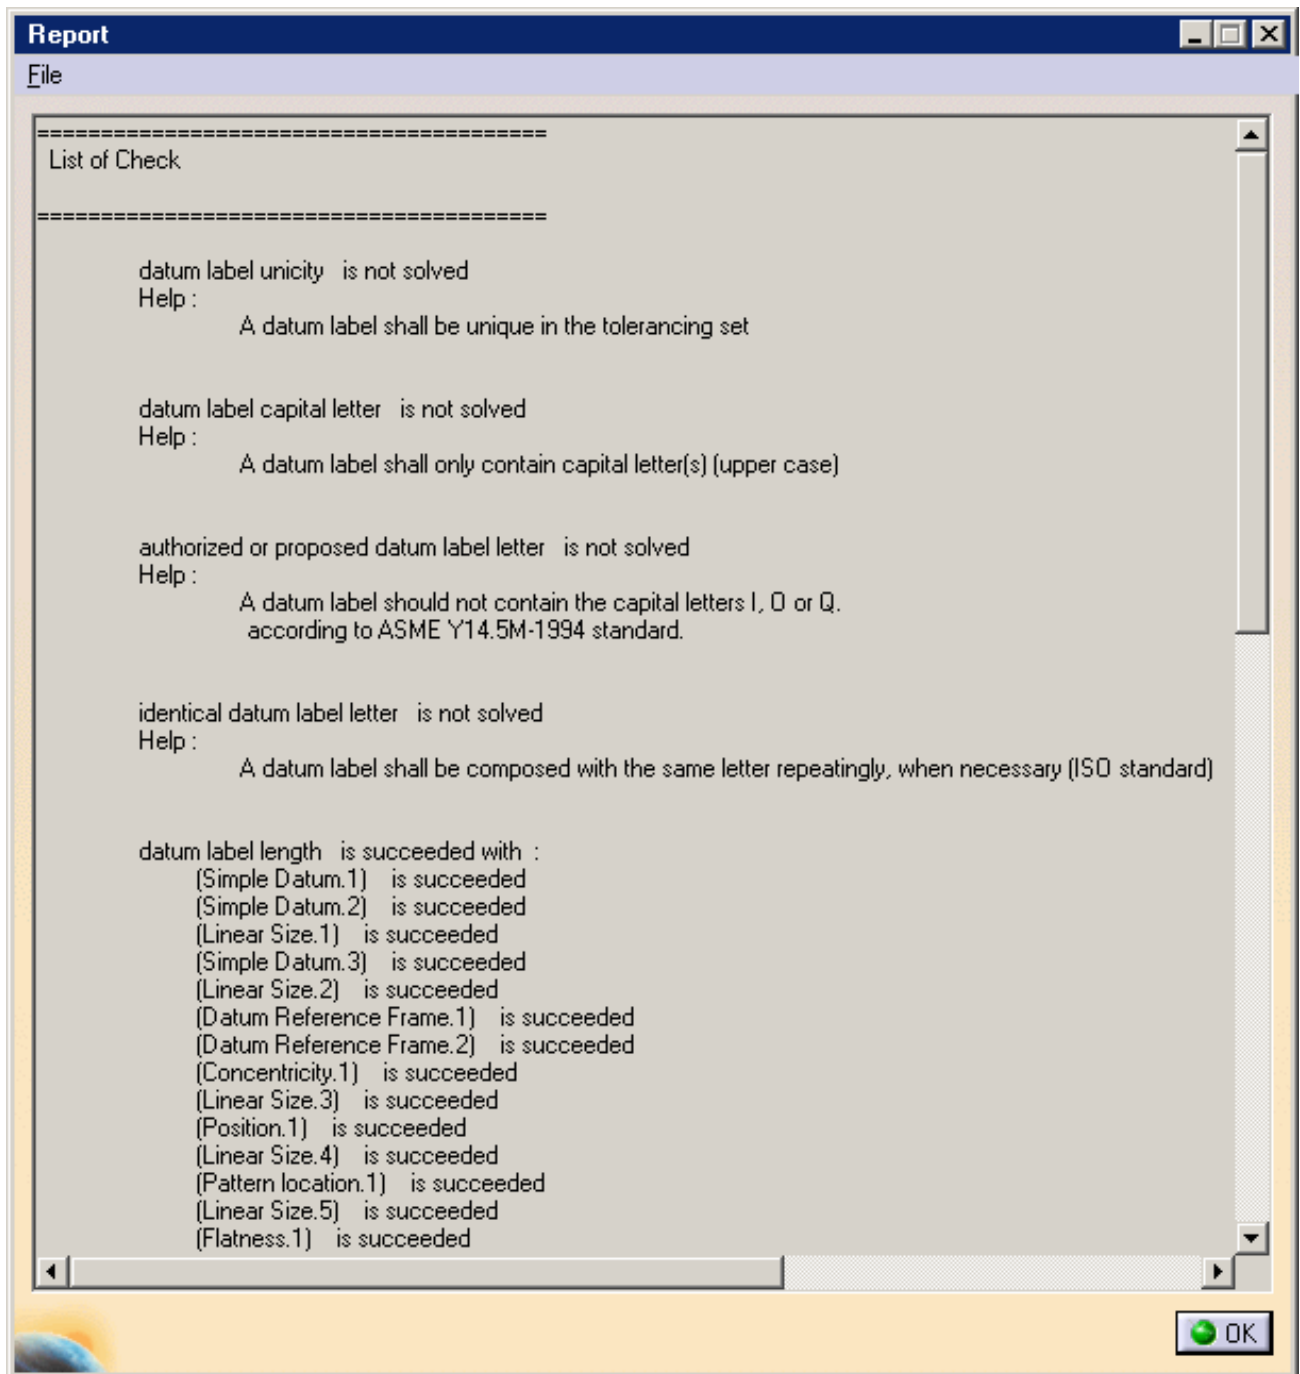 Report
File
========================================
List of Check
========================================
datum label unicity is not solved
Help :
A datum label shall be unique in the tolerancing set
datum label capital letter is not solved
Help :
A datum label shall only contain capital letter(s) (upper case)
authorized or proposed datum label letter is not solved
Help :
A datum label should not contain the capital letters I, O or Q.
according to ASME Y14.5M-1994 standard.
identical datum label letter is not solved
Help :
A datum label shall be composed with the same letter repeatingly, when necessary (ISO standard)
datum label length is succeeded with :
(Simple Datum.1) is succeeded
(Simple Datum.2) is succeeded
(Linear Size.1) is succeeded
(Simple Datum.3) is succeeded
(Linear Size.2) is succeeded
(Datum Reference Frame.1) is succeeded
(Datum Reference Frame.2) is succeeded
(Concentricity.1) is succeeded
(Linear Size.3) is succeeded
(Position.1) is succeeded
(Linear Size.4) is succeeded
(Pattern location.1) is succeeded
(Linear Size.5) is succeeded
(Flatness.1) is succeeded
OK